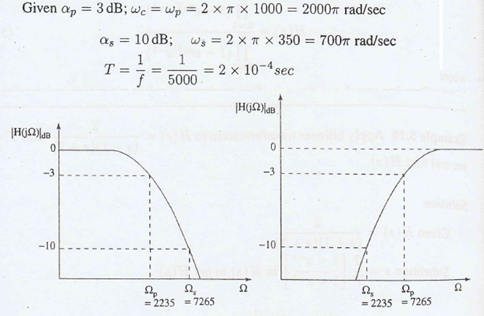 Given αp = 3 dB; ωc = ωp = 2 × π × 1000 = 2000π rad/sec
αs = 10 dB; ωs = 2 × π × 350 = 700π rad/sec
T = 1/f = 1/5000 = 2 × 10⁻⁴ sec
|H(jΩ)|dB
0
−3
−10
Ωp = 2235
Ωs = 7265
Ω
|H(jΩ)|dB
0
−3
−10
Ωs = 2235
Ωp = 7265
Ω